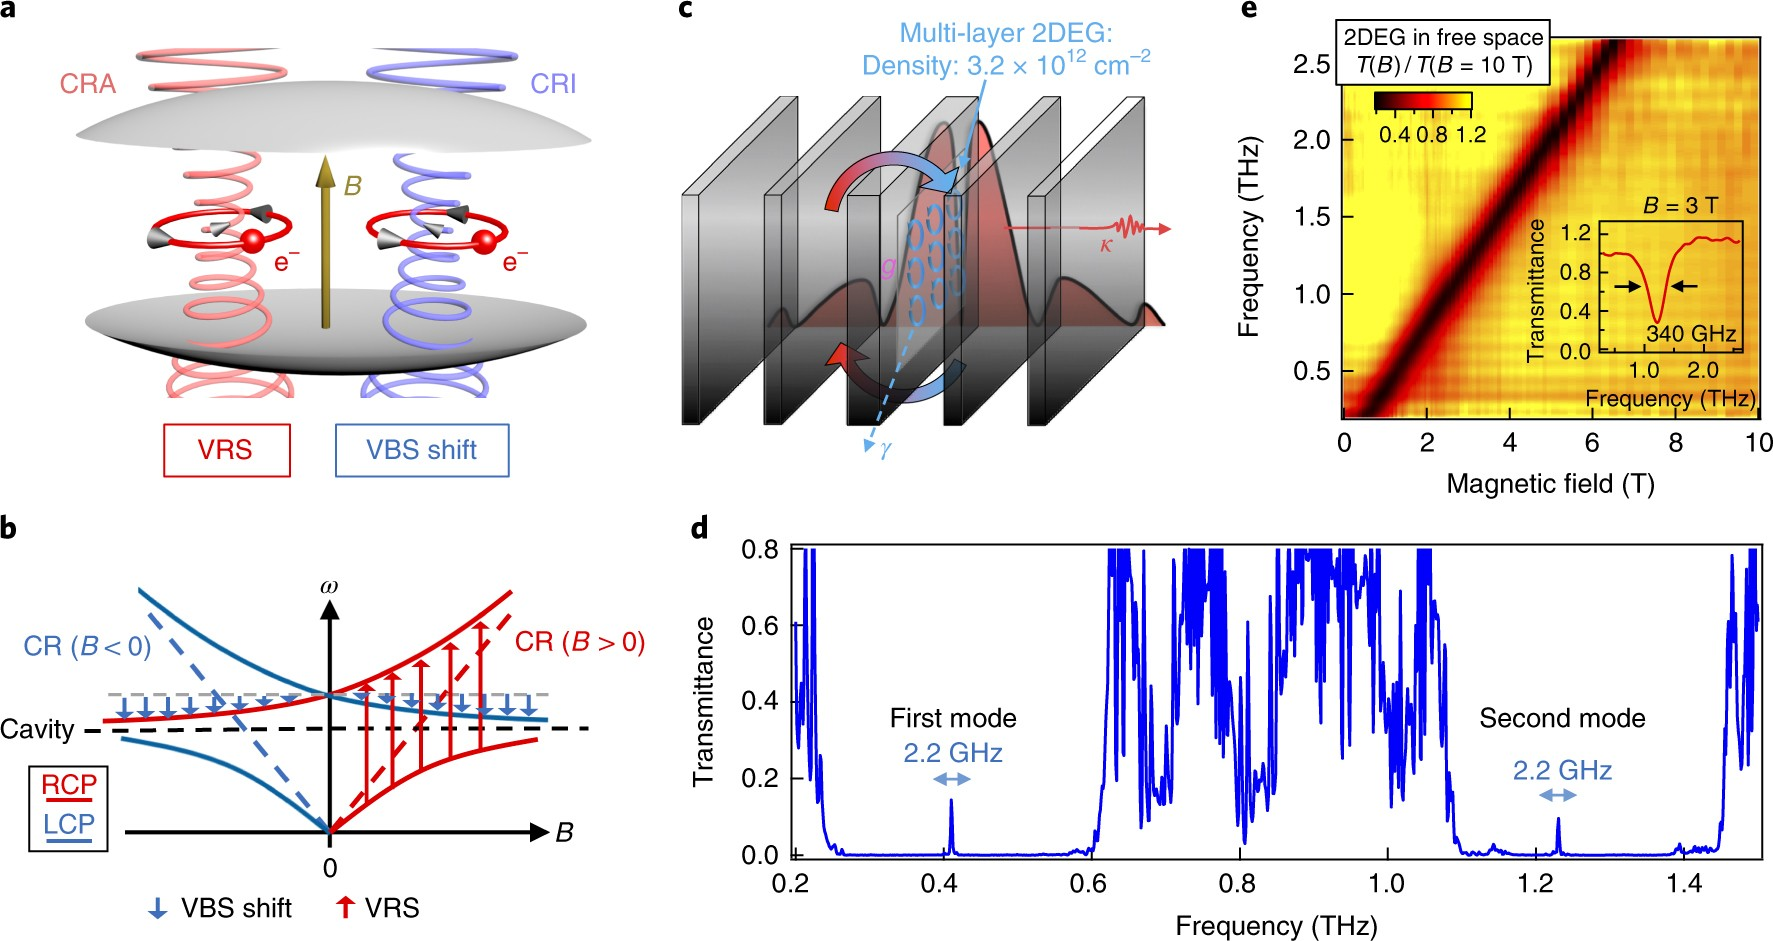 a
CRA
CRI
B
e⁻
e⁻
VRS
VBS shift
b
ω
CR (B < 0)
CR (B > 0)
Cavity
RCP
LCP
B
0
VBS shift
VRS
c
Multi-layer 2DEG:
Density: 3.2 × 10¹² cm⁻²
g
κ
γ
d
Transmittance
0.8
0.6
0.4
0.2
0.0
First mode
2.2 GHz
Second mode
2.2 GHz
0.2 0.4 0.6 0.8 1.0 1.2 1.4
Frequency (THz)
e
2DEG in free space
T(B) / T(B = 10 T)
0.4 0.8 1.2
Frequency (THz)
2.5
2.0
1.5
1.0
0.5
B = 3 T
Transmittance
1.2
0.8
0.4
0.0
340 GHz
1.0 2.0
Frequency (THz)
0 2 4 6 8 10
Magnetic field (T)